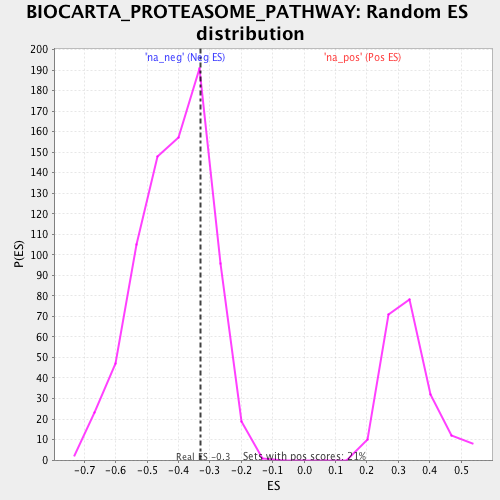 BIOCARTA_PROTEASOME_PATHWAY: Random ES
distribution
'na_neg' (Neg ES)
'na_pos' (Pos ES)
200
190
180
170
160
150
140
130
120
110
100
90
80
70
60
50
40
30
20
10
0
P(ES)
Real ES -0.3
Sets with pos scores: 21%
-0.7 -0.6 -0.5 -0.4 -0.3 -0.2 -0.1 0.0 0.1 0.2 0.3 0.4 0.5
ES